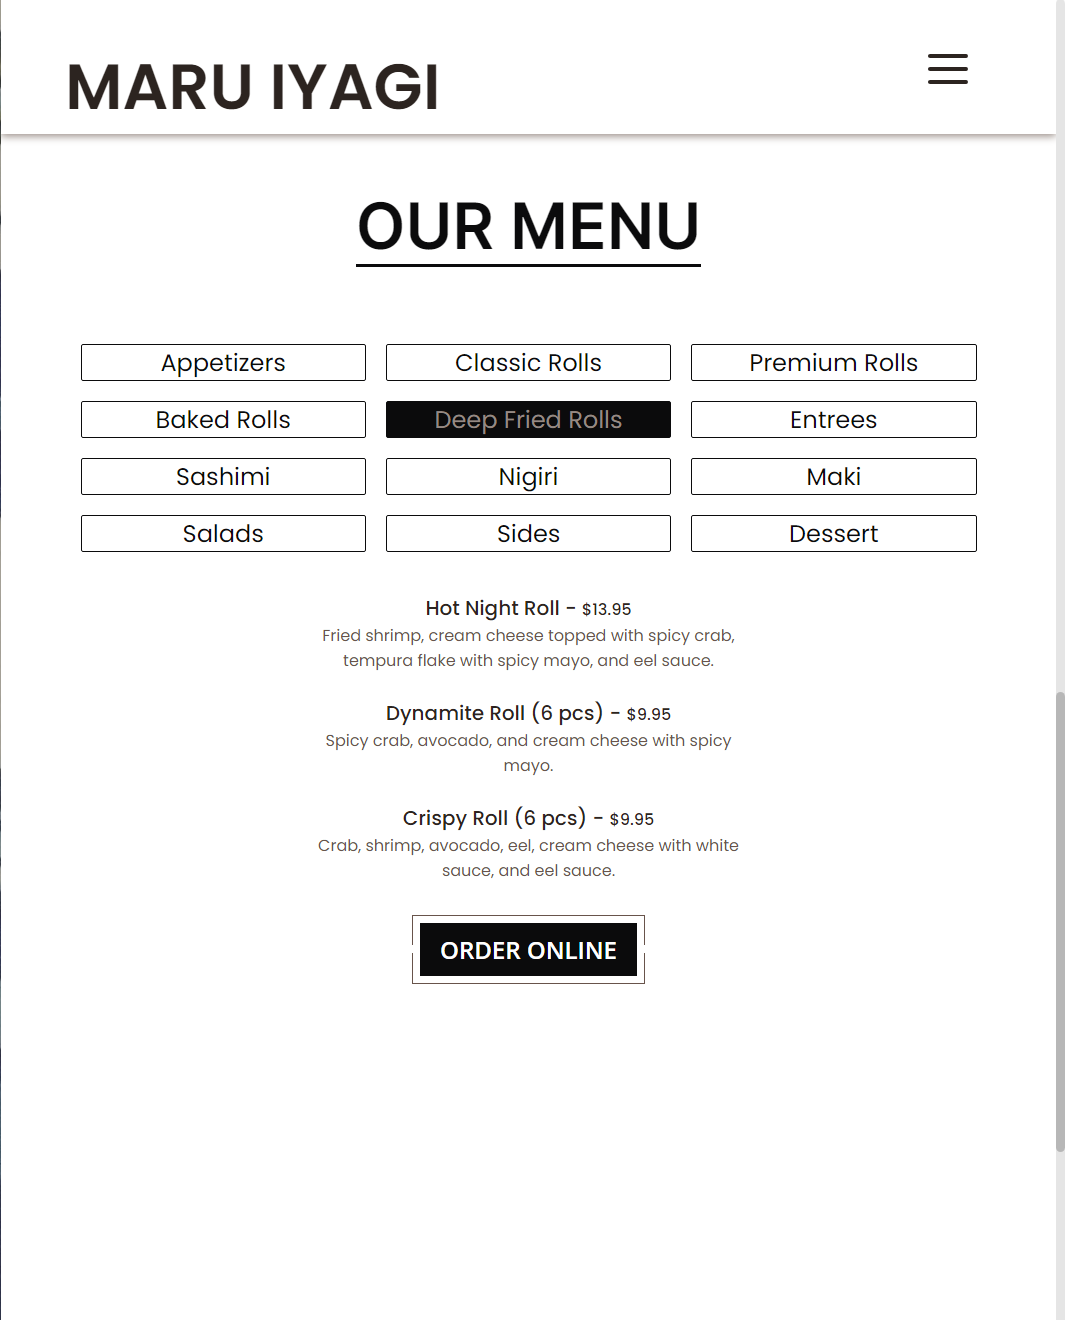 MARU IYAGI
OUR MENU
Appetizers
Classic Rolls
Premium Rolls
Baked Rolls
Deep Fried Rolls
Entrees
Sashimi
Nigiri
Maki
Salads
Sides
Dessert
Hot Night Roll - $13.95
Fried shrimp, cream cheese topped with spicy crab,
tempura flake with spicy mayo, and eel sauce.
Dynamite Roll (6 pcs) - $9.95
Spicy crab, avocado, and cream cheese with spicy
mayo.
Crispy Roll (6 pcs) - $9.95
Crab, shrimp, avocado, eel, cream cheese with white
sauce, and eel sauce.
ORDER ONLINE